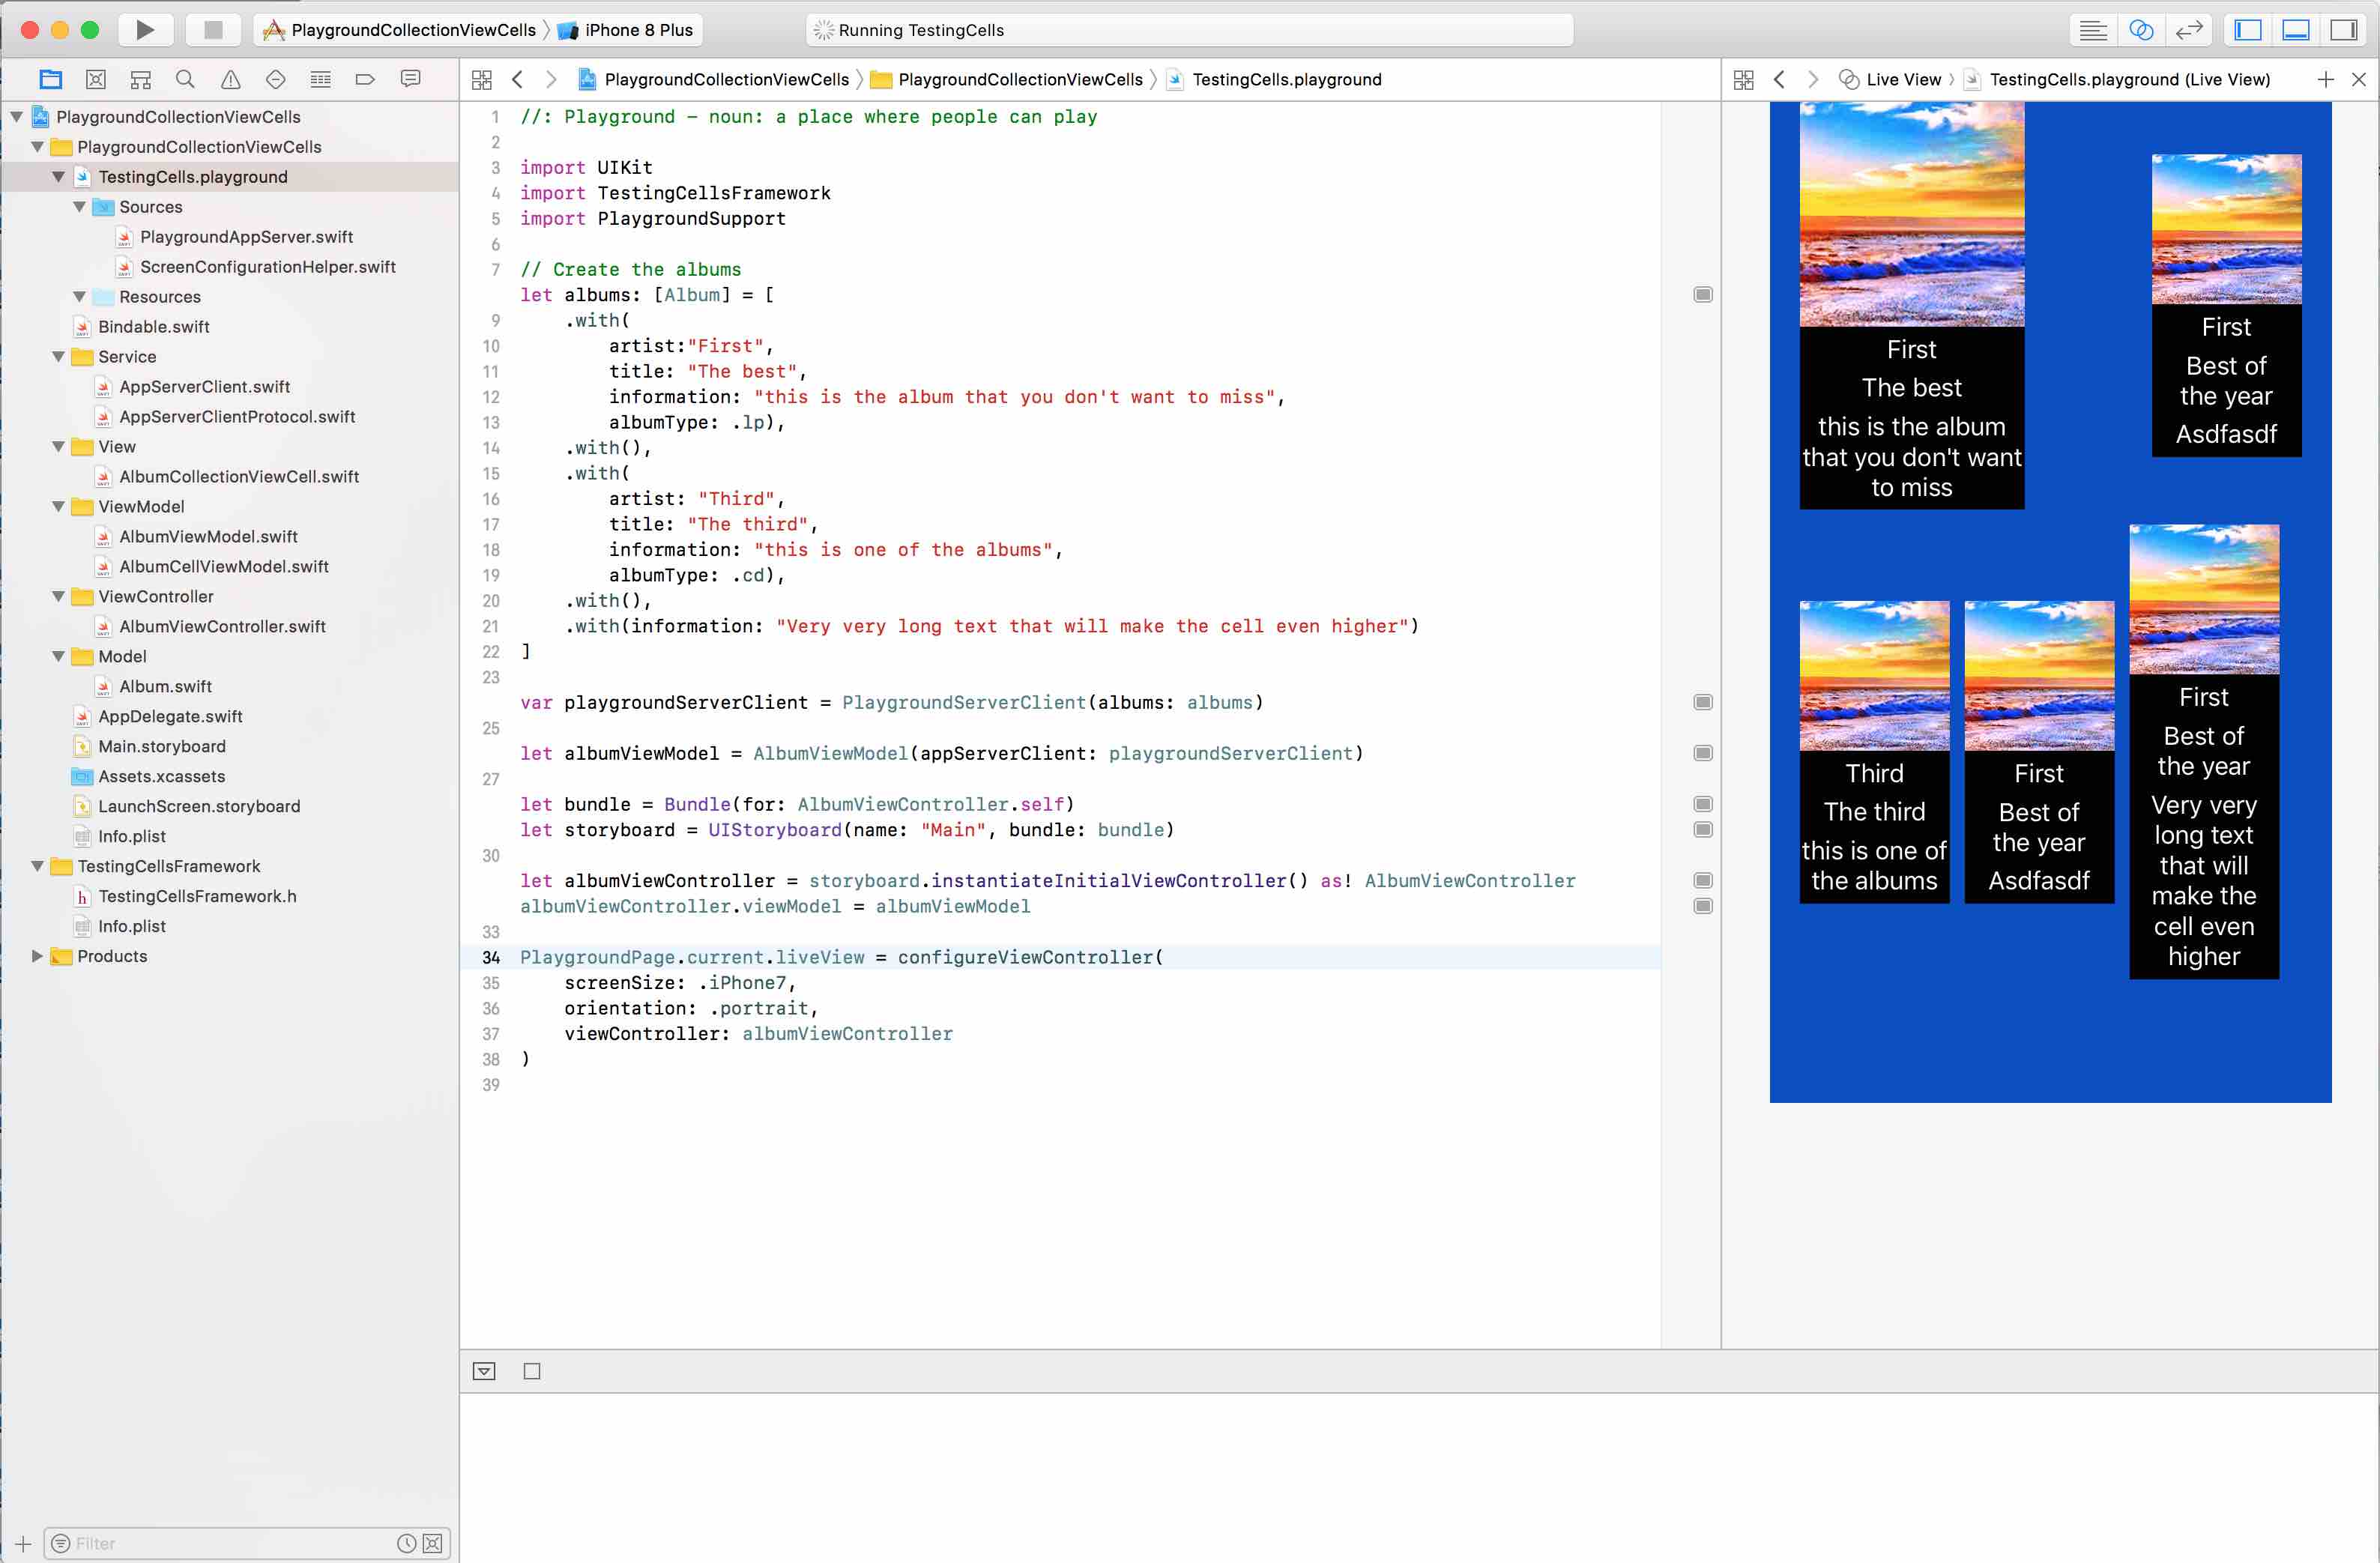 PlaygroundCollectionViewCells
iPhone 8 Plus
Running TestingCells
PlaygroundCollectionViewCells
PlaygroundCollectionViewCells
TestingCells.playground
Live View
TestingCells.playground (Live View)
PlaygroundCollectionViewCells
PlaygroundCollectionViewCells
TestingCells.playground
Sources
PlaygroundAppServer.swift
ScreenConfigurationHelper.swift
Resources
Bindable.swift
Service
AppServerClient.swift
AppServerClientProtocol.swift
View
AlbumCollectionViewCell.swift
ViewModel
AlbumViewModel.swift
AlbumCellViewModel.swift
ViewController
AlbumViewController.swift
Model
Album.swift
AppDelegate.swift
Main.storyboard
Assets.xcassets
LaunchScreen.storyboard
Info.plist
TestingCellsFramework
TestingCellsFramework.h
Info.plist
Products
Filter
1 //: Playground – noun: a place where people can play
2
3 import UIKit
4 import TestingCellsFramework
5 import PlaygroundSupport
6
7 // Create the albums
let albums: [Album] = [
9 .with(
10 artist:"First",
11 title: "The best",
12 information: "this is the album that you don't want to miss",
13 albumType: .lp),
14 .with(),
15 .with(
16 artist: "Third",
17 title: "The third",
18 information: "this is one of the albums",
19 albumType: .cd),
20 .with(),
21 .with(information: "Very very long text that will make the cell even higher")
22 ]
23
var playgroundServerClient = PlaygroundServerClient(albums: albums)
25
let albumViewModel = AlbumViewModel(appServerClient: playgroundServerClient)
27
let bundle = Bundle(for: AlbumViewController.self)
let storyboard = UIStoryboard(name: "Main", bundle: bundle)
30
let albumViewController = storyboard.instantiateInitialViewController() as! AlbumViewController
albumViewController.viewModel = albumViewModel
33
34 PlaygroundPage.current.liveView = configureViewController(
35 screenSize: .iPhone7,
36 orientation: .portrait,
37 viewController: albumViewController
38 )
39
First
The best
this is the album
that you don't want
to miss
First
Best of
the year
Asdfasdf
Third
The third
this is one of
the albums
First
Best of
the year
Asdfasdf
First
Best of
the year
Very very
long text
that will
make the
cell even
higher